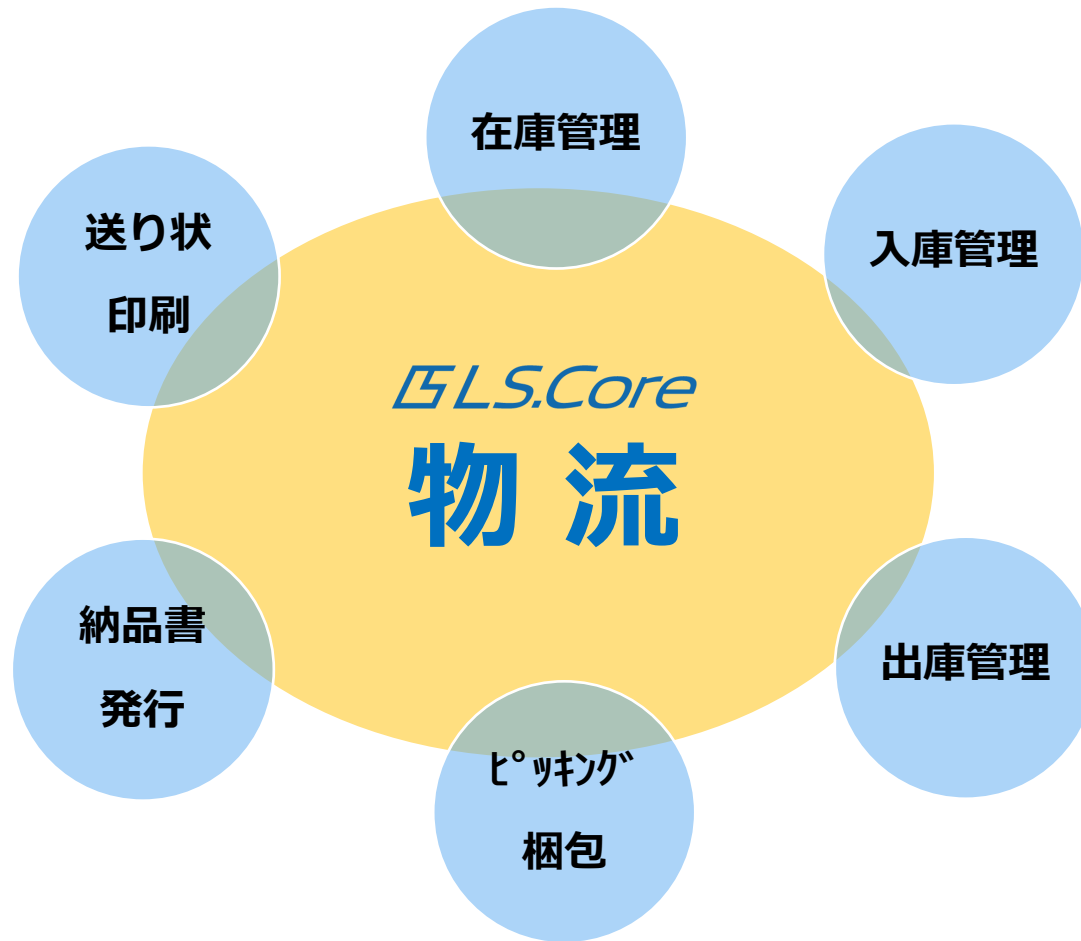 在庫管理
入庫管理
送り状
印刷
LS.Core
物 流
納品書
発行
出庫管理
ﾋﾟｯｷﾝｸﾞ
梱包